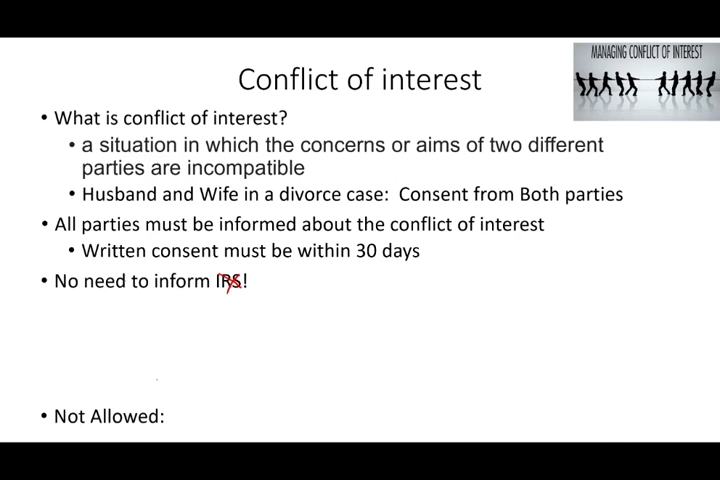 MANAGING CONFLICT OF INTEREST
Conflict of interest
• What is conflict of interest?
• a situation in which the concerns or aims of two different
parties are incompatible
• Husband and Wife in a divorce case: Consent from Both parties
• All parties must be informed about the conflict of interest
• Written consent must be within 30 days
• No need to inform IRS!
• Not Allowed: